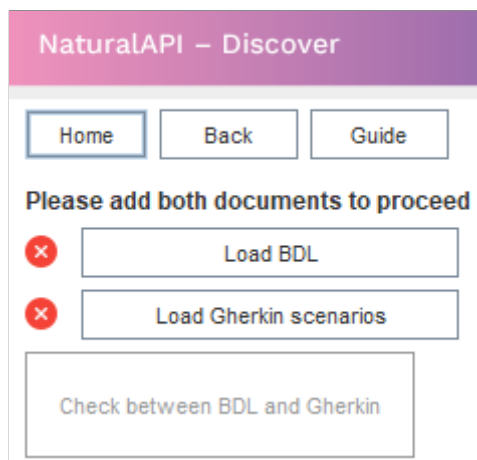 NaturalAPI – Discover
Home Back Guide
Please add both documents to proceed
Load BDL
Load Gherkin scenarios
Check between BDL and Gherkin